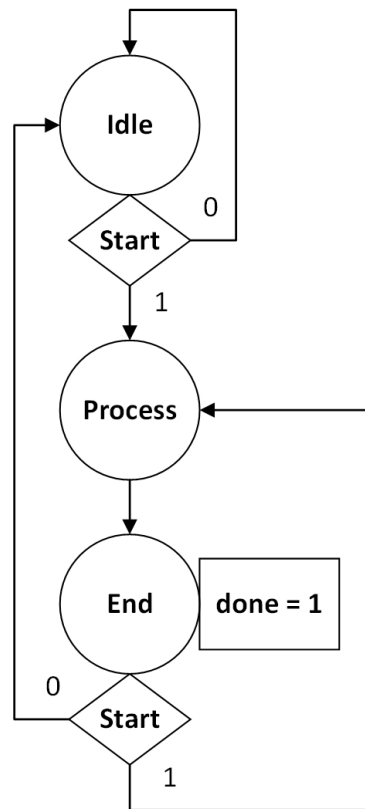 Idle
0
Start
1
Process
End
done = 1
0
Start
1